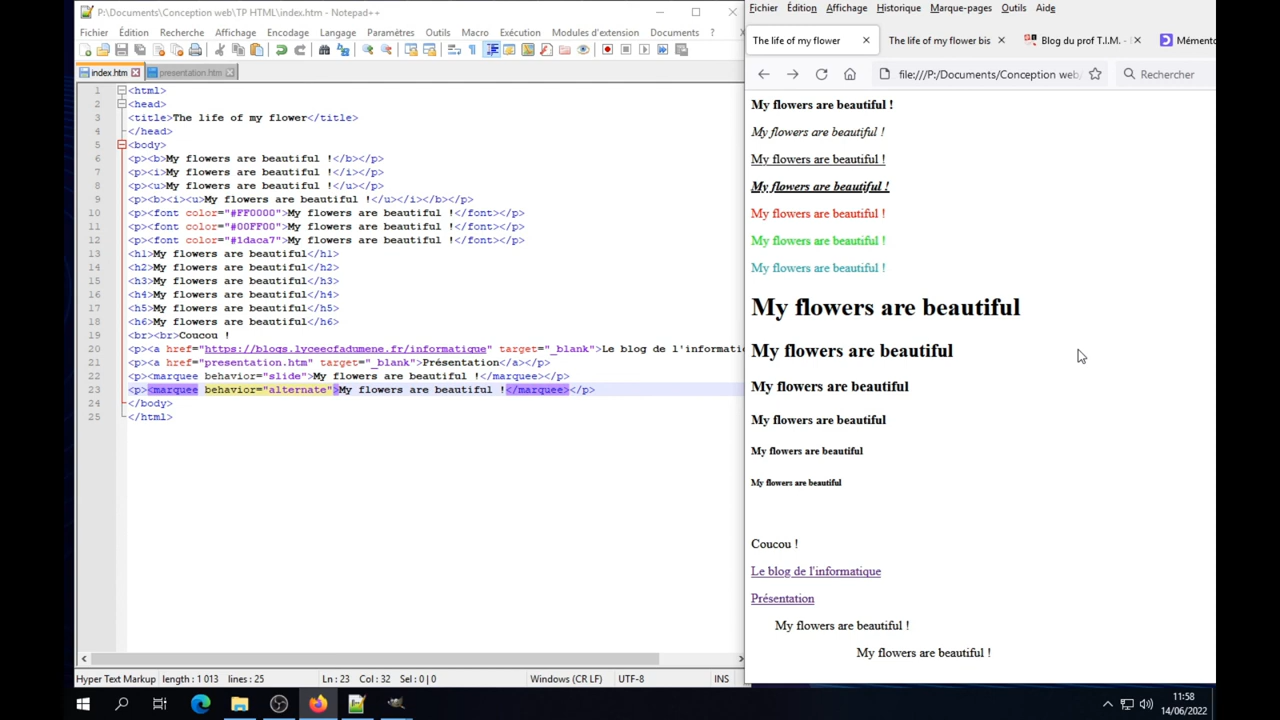 P:\Documents\Conception web\TP HTML\index.htm - Notepad++
Fichier Édition Recherche Affichage Encodage Langage Paramètres Outils Macro Exécution Modules d'extension Documents ?
index.htm presentation.htm
1 <html>
2 <head>
3 <title>The life of my flower</title>
4 </head>
5 <body>
6 <p><b>My flowers are beautiful !</b></p>
7 <p><i>My flowers are beautiful !</i></p>
8 <p><u>My flowers are beautiful !</u></p>
9 <p><b><i><u>My flowers are beautiful !</u></i></b></p>
10 <p><font color="#FF0000">My flowers are beautiful !</font></p>
11 <p><font color="#00FF00">My flowers are beautiful !</font></p>
12 <p><font color="#1daca7">My flowers are beautiful !</font></p>
13 <h1>My flowers are beautiful</h1>
14 <h2>My flowers are beautiful</h2>
15 <h3>My flowers are beautiful</h3>
16 <h4>My flowers are beautiful</h4>
17 <h5>My flowers are beautiful</h5>
18 <h6>My flowers are beautiful</h6>
19 <br><br>Coucou !
20 <p><a href="https://blogs.lyceecfadumene.fr/informatique" target="_blank">Le blog de l'informati
21 <p><a href="presentation.htm" target="_blank">Présentation</a></p>
22 <p><marquee behavior="slide">My flowers are beautiful !</marquee></p>
23 <p><marquee behavior="alternate">My flowers are beautiful !</marquee></p>
24 </body>
25 </html>
Hyper Text Markup length : 1 013 lines : 25 Ln : 23 Col : 32 Sel : 0 | 0 Windows (CR LF) UTF-8 INS
Fichier Édition Affichage Historique Marque-pages Outils Aide
The life of my flower The life of my flower bis Blog du prof T.I.M. - Mémento
file:///P:/Documents/Conception web/ Rechercher
My flowers are beautiful !
My flowers are beautiful !
My flowers are beautiful !
My flowers are beautiful !
My flowers are beautiful !
My flowers are beautiful !
My flowers are beautiful !
My flowers are beautiful
My flowers are beautiful
My flowers are beautiful
My flowers are beautiful
My flowers are beautiful
My flowers are beautiful
Coucou !
Le blog de l'informatique
Présentation
My flowers are beautiful !
My flowers are beautiful !
11:58
14/06/2022